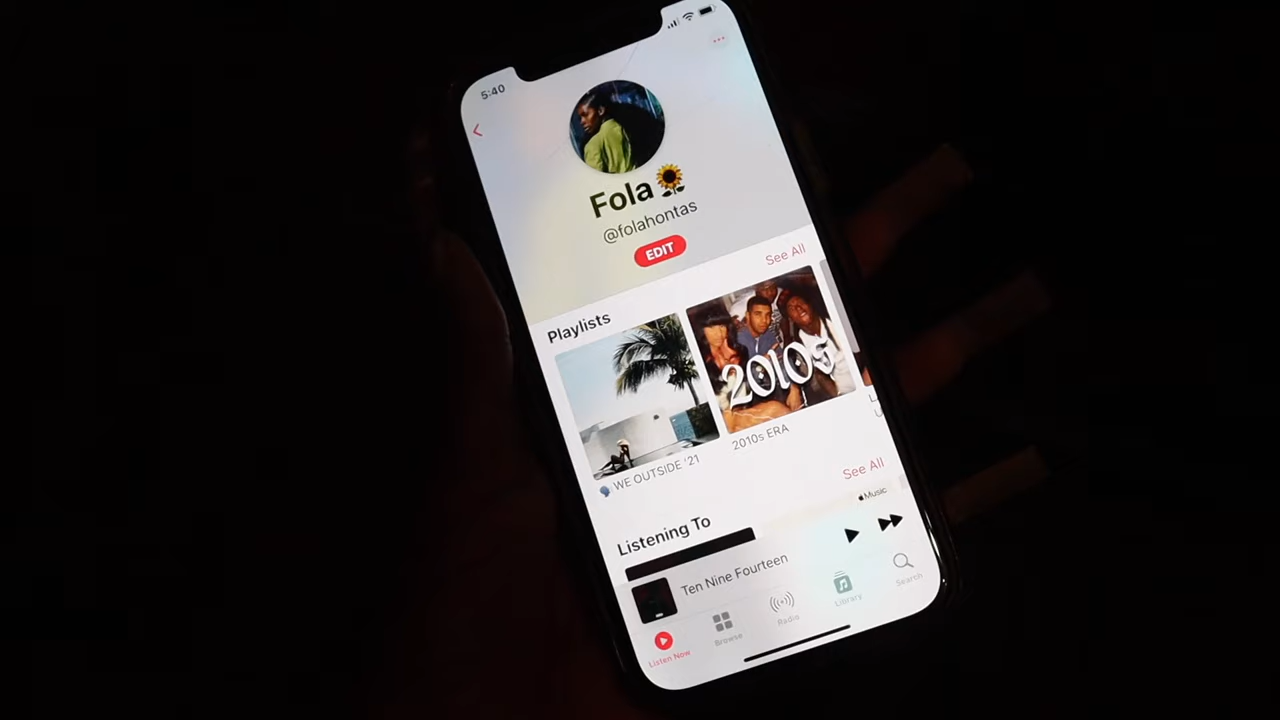 5:40
Fola🌻
@folahontas
EDIT
Playlists
See All
2010s
🗣 WE OUTSIDE '21
2010s ERA
Listening To
See All
Music
Ten Nine Fourteen
Listen Now
Browse
Radio
Library
Search